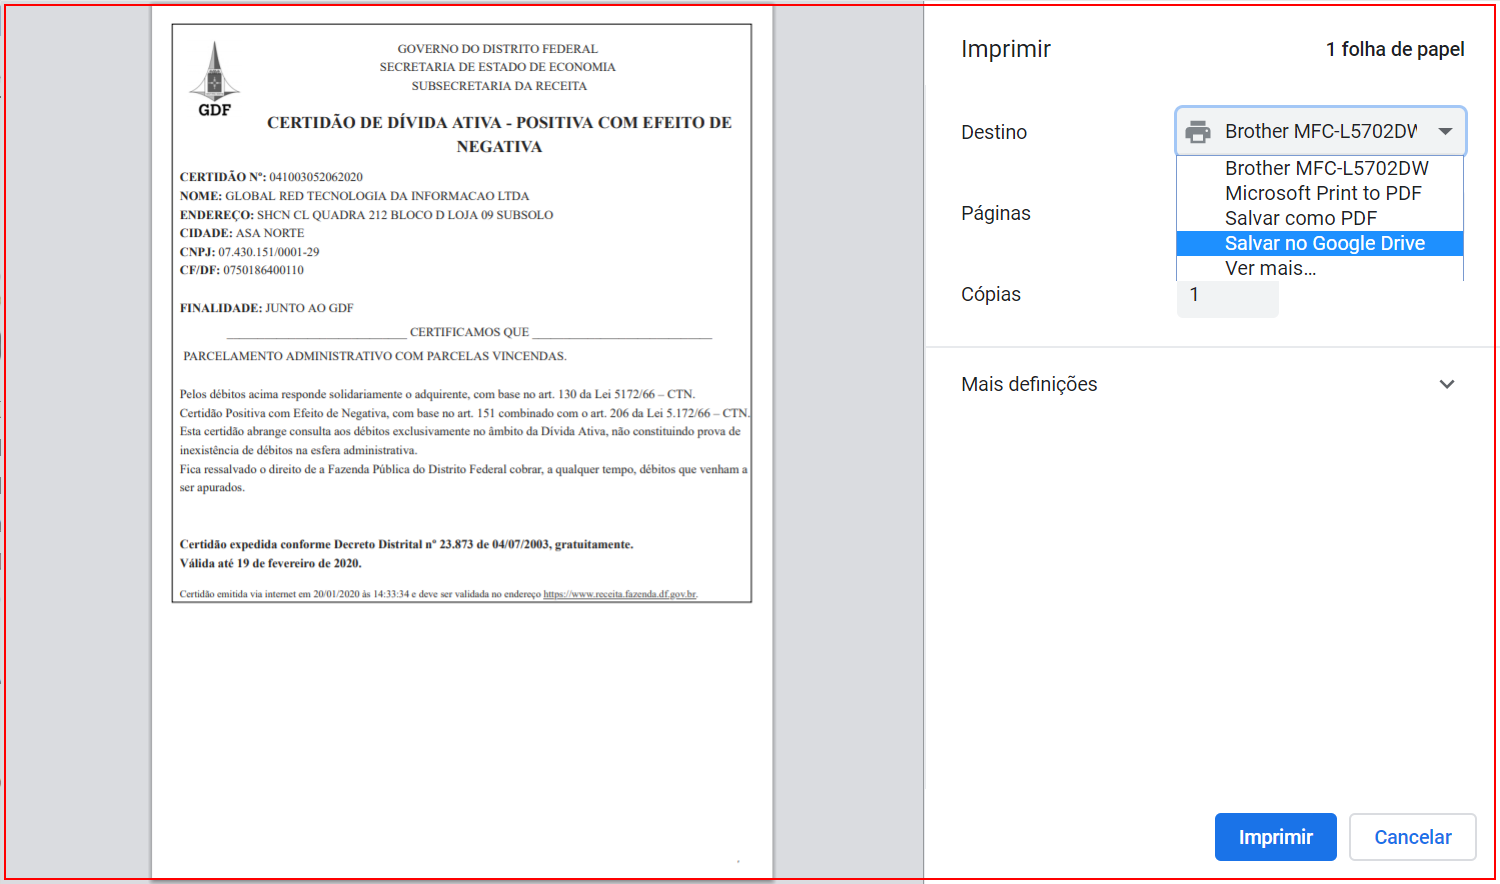 GOVERNO DO DISTRITO FEDERAL
SECRETARIA DE ESTADO DE ECONOMIA
SUBSECRETARIA DA RECEITA
GDF
CERTIDÃO DE DÍVIDA ATIVA - POSITIVA COM EFEITO DE
NEGATIVA
CERTIDÃO Nº: 041003052062020
NOME: GLOBAL RED TECNOLOGIA DA INFORMACAO LTDA
ENDEREÇO: SHCN CL QUADRA 212 BLOCO D LOJA 09 SUBSOLO
CIDADE: ASA NORTE
CNPJ: 07.430.151/0001-29
CF/DF: 0750186400110
FINALIDADE: JUNTO AO GDF
______________________________ CERTIFICAMOS QUE ______________________________
PARCELAMENTO ADMINISTRATIVO COM PARCELAS VINCENDAS.
Pelos débitos acima responde solidariamente o adquirente, com base no art. 130 da Lei 5172/66 – CTN.
Certidão Positiva com Efeito de Negativa, com base no art. 151 combinado com o art. 206 da Lei 5.172/66 – CTN.
Esta certidão abrange consulta aos débitos exclusivamente no âmbito da Dívida Ativa, não constituindo prova de
inexistência de débitos na esfera administrativa.
Fica ressalvado o direito de a Fazenda Pública do Distrito Federal cobrar, a qualquer tempo, débitos que venham a
ser apurados.
Certidão expedida conforme Decreto Distrital nº 23.873 de 04/07/2003, gratuitamente.
Válida até 19 de fevereiro de 2020.
Certidão emitida via internet em 20/01/2020 às 14:33:34 e deve ser validada no endereço https://www.receita.fazenda.df.gov.br.
Imprimir
1 folha de papel
Destino
Brother MFC-L5702DW
Brother MFC-L5702DW
Microsoft Print to PDF
Salvar como PDF
Salvar no Google Drive
Ver mais...
Páginas
Cópias
1
Mais definições
Imprimir
Cancelar